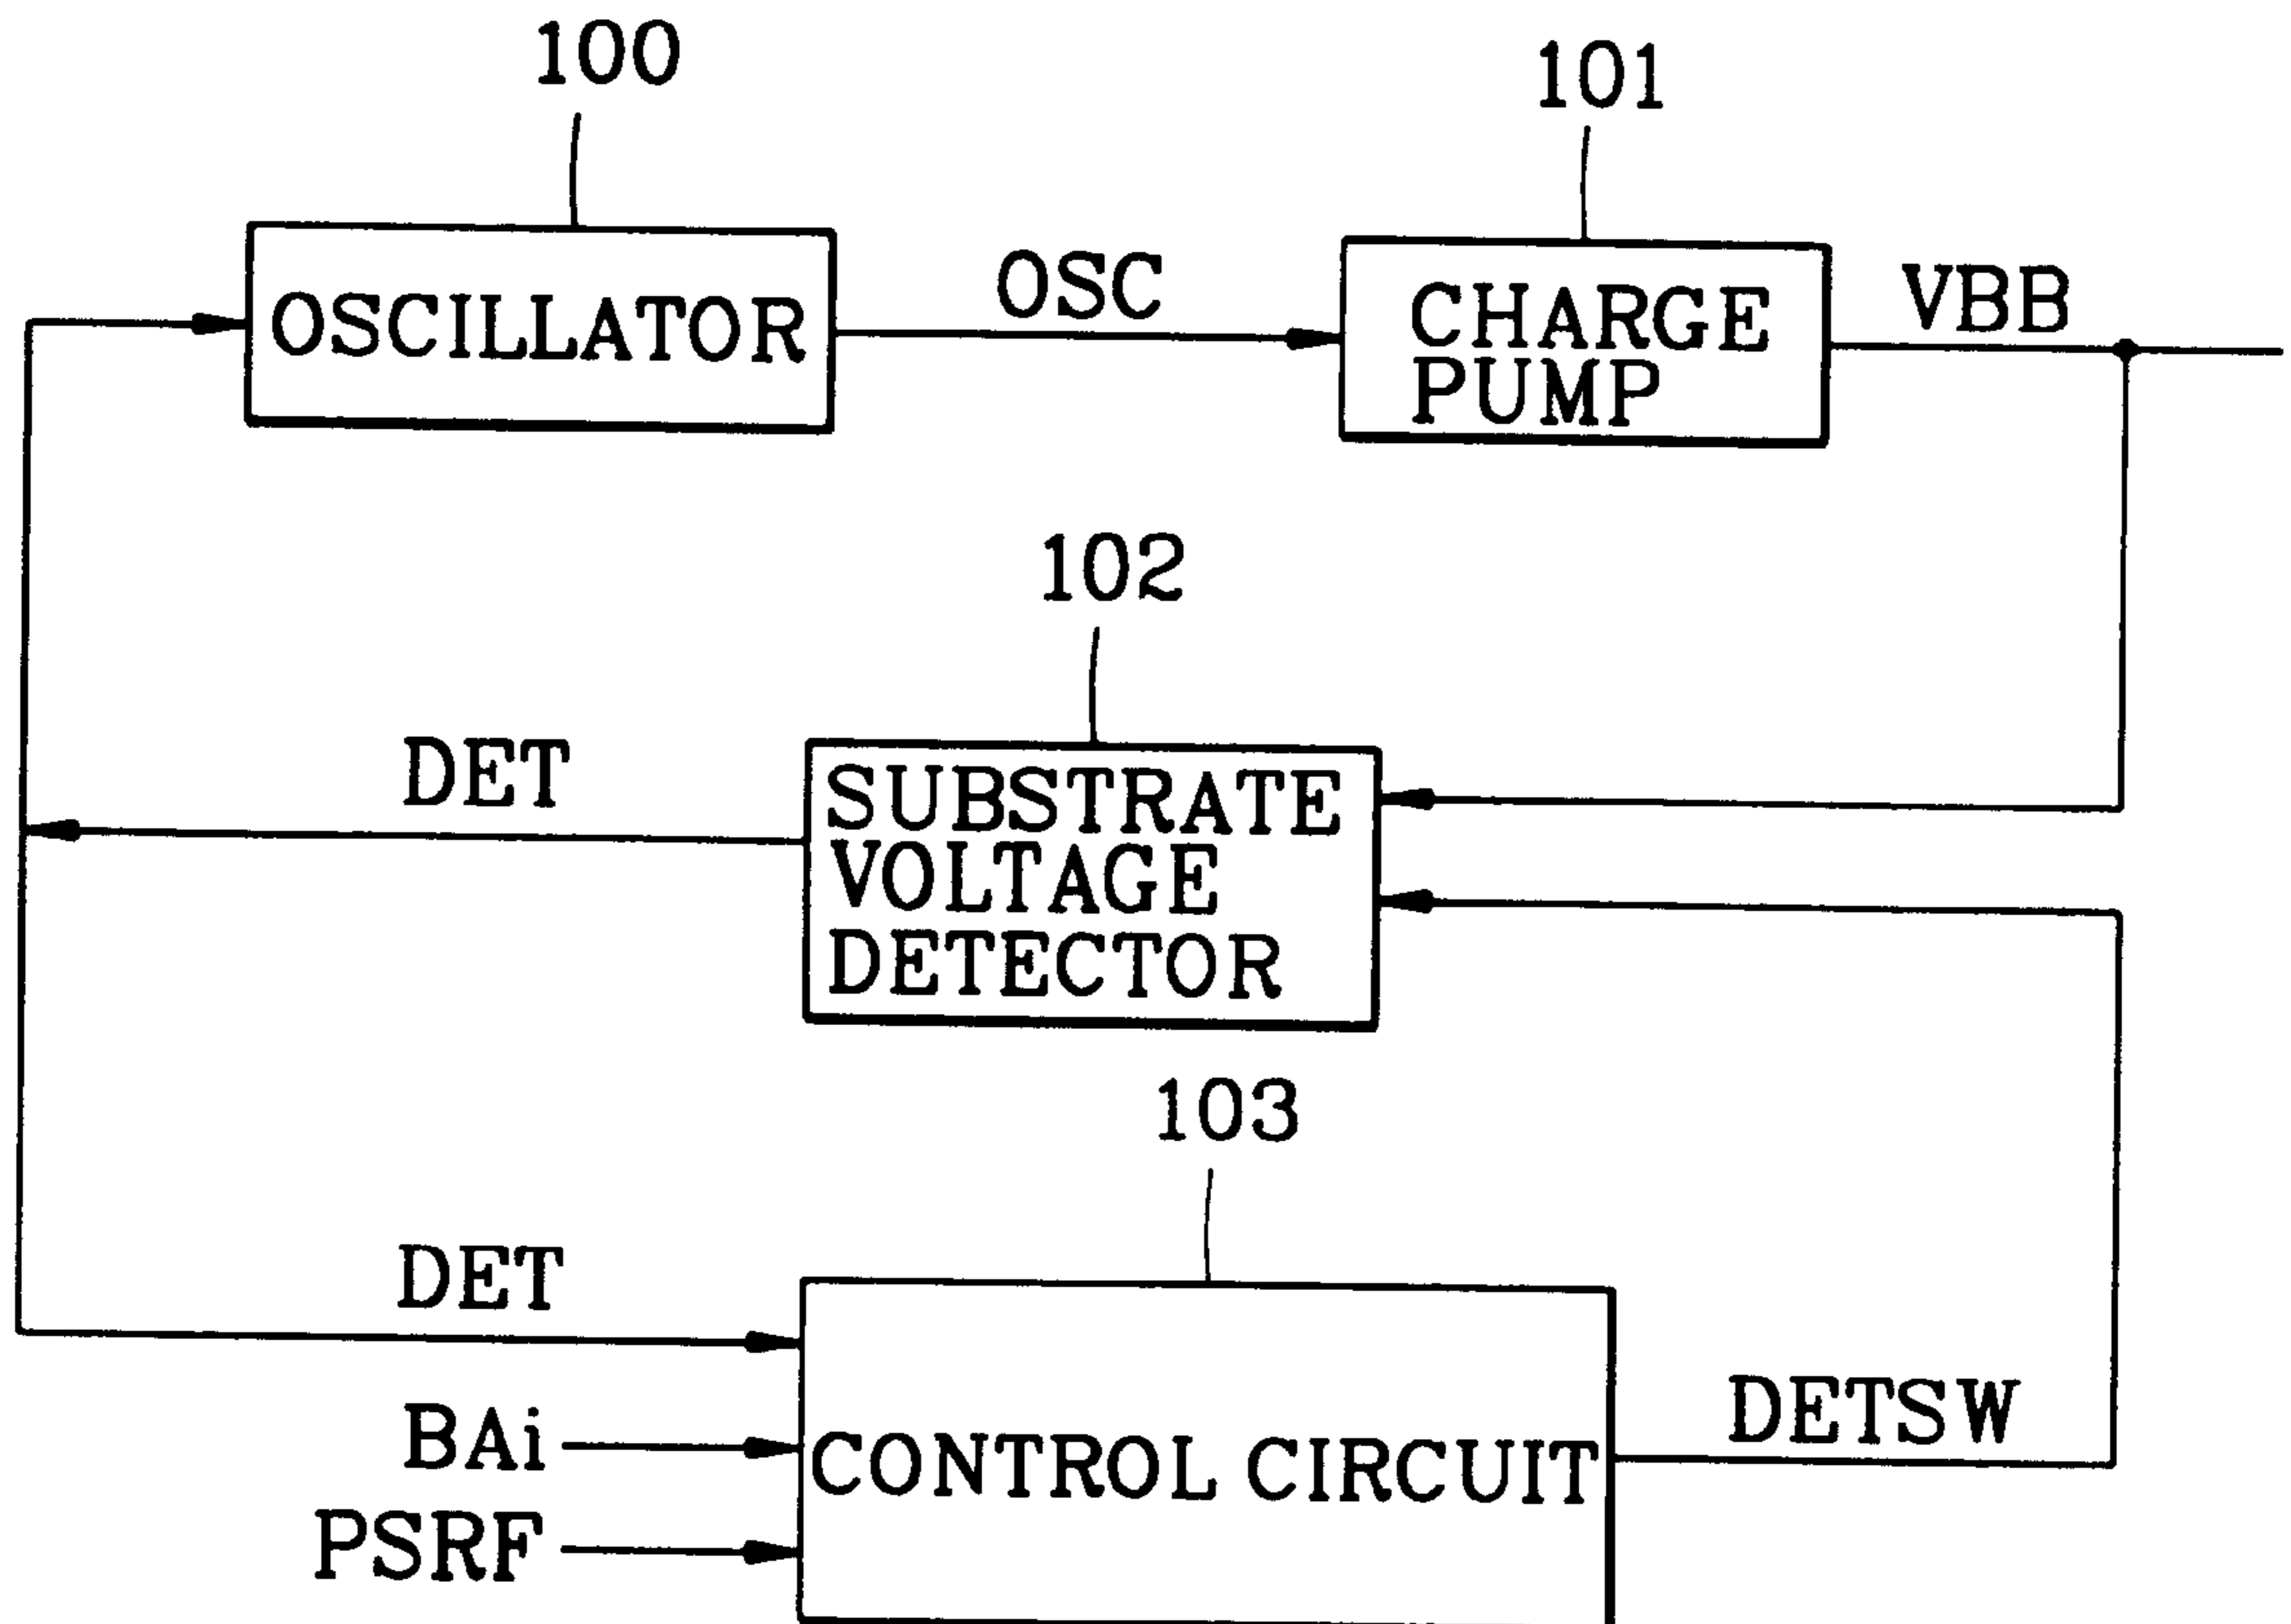 100
101
OSCILLATOR
OSC
CHARGE
PUMP
VBB
102
DET
SUBSTRATE
VOLTAGE
DETECTOR
103
DET
BAi
PSRF
CONTROL CIRCUIT
DETSW